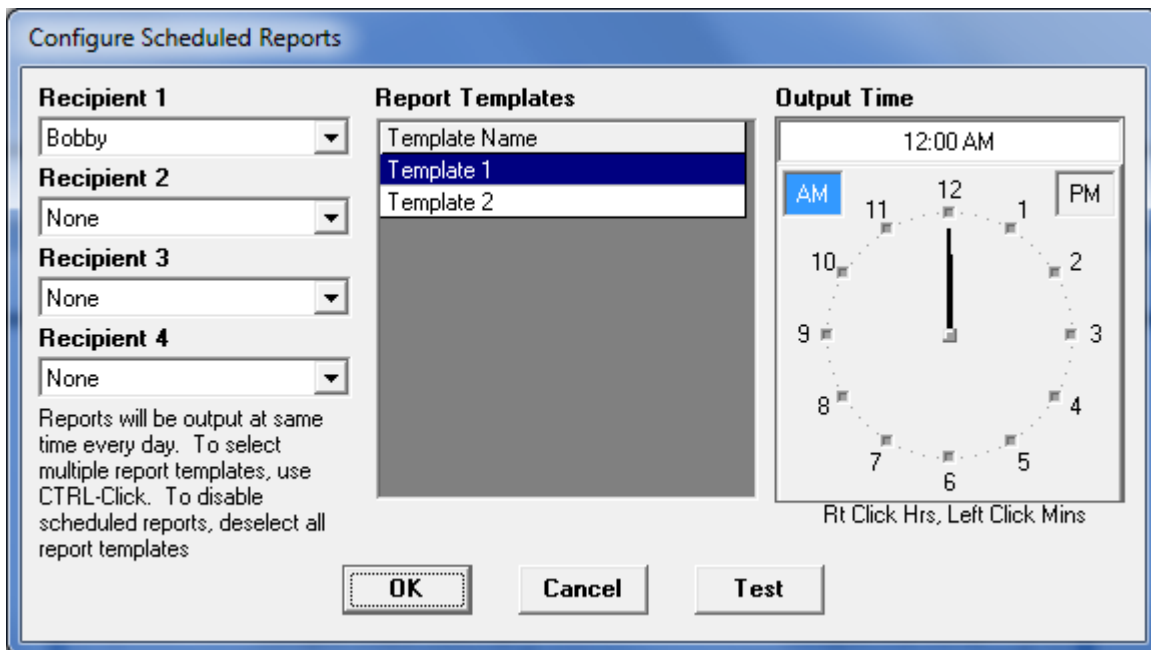 Configure Scheduled Reports
Recipient 1
Bobby
Recipient 2
None
Recipient 3
None
Recipient 4
None
Reports will be output at same
time every day.  To select
multiple report templates, use
CTRL-Click.  To disable
scheduled reports, deselect all
report templates
Report Templates
Template Name
Template 1
Template 2
Output Time
12:00 AM
AM
PM
12
1
2
3
4
5
6
7
8
9
10
11
Rt Click Hrs, Left Click Mins
OK
Cancel
Test